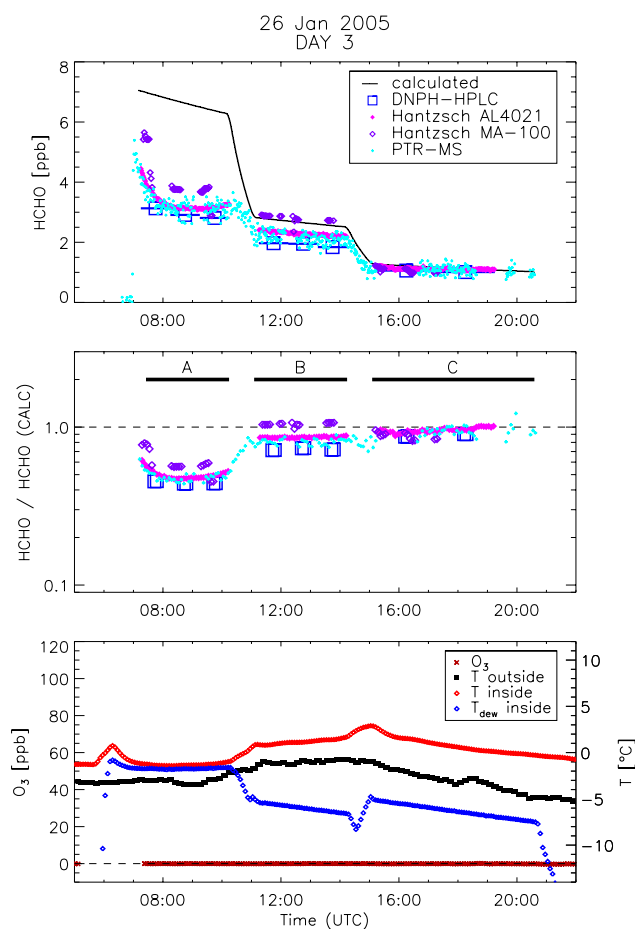 26 Jan 2005
DAY 3
HCHO [ppb]
8
6
4
2
0
calculated
DNPH-HPLC
Hantzsch AL4021
Hantzsch MA-100
PTR-MS
08:00 12:00 16:00 20:00
HCHO / HCHO (CALC)
1.0
0.1
A B C
08:00 12:00 16:00 20:00
O3 [ppb]
120
100
80
60
40
20
0
O3
T outside
T inside
Tdew inside
10
5
0
-5
-10
T [°C]
08:00 12:00 16:00 20:00
Time (UTC)